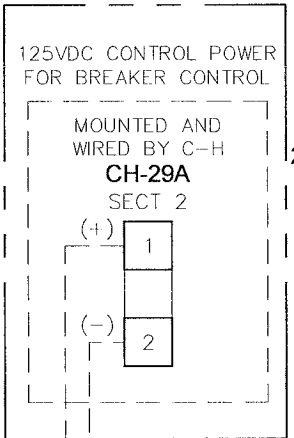 125VDC CONTROL POWER
FOR BREAKER CONTROL
MOUNTED AND
WIRED BY C-H
CH-29A
SECT 2
(+)
1
(-)
2